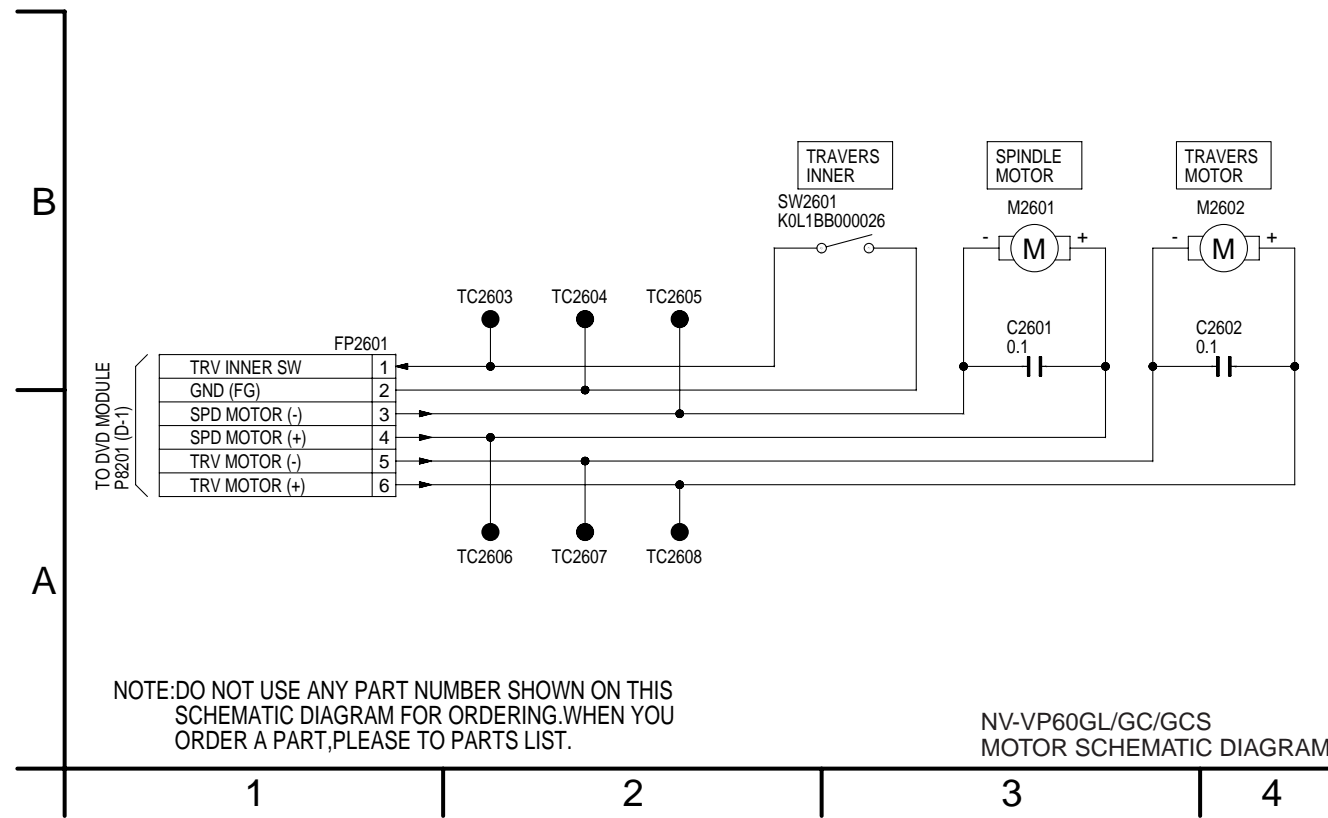 TRAVERS
INNER
SPINDLE
MOTOR
TRAVERS
MOTOR
B
SW2601
K0L1BB000026
M2601
M2602
- M +
- M +
TC2603
TC2604
TC2605
C2601
0.1
C2602
0.1
FP2601
TO DVD MODULE
P8201 (D-1)
TRV INNER SW 1
GND (FG) 2
SPD MOTOR (-) 3
SPD MOTOR (+) 4
TRV MOTOR (-) 5
TRV MOTOR (+) 6
TC2606
TC2607
TC2608
A
NOTE:DO NOT USE ANY PART NUMBER SHOWN ON THIS
SCHEMATIC DIAGRAM FOR ORDERING.WHEN YOU
ORDER A PART,PLEASE TO PARTS LIST.
NV-VP60GL/GC/GCS
MOTOR SCHEMATIC DIAGRAM
1
2
3
4